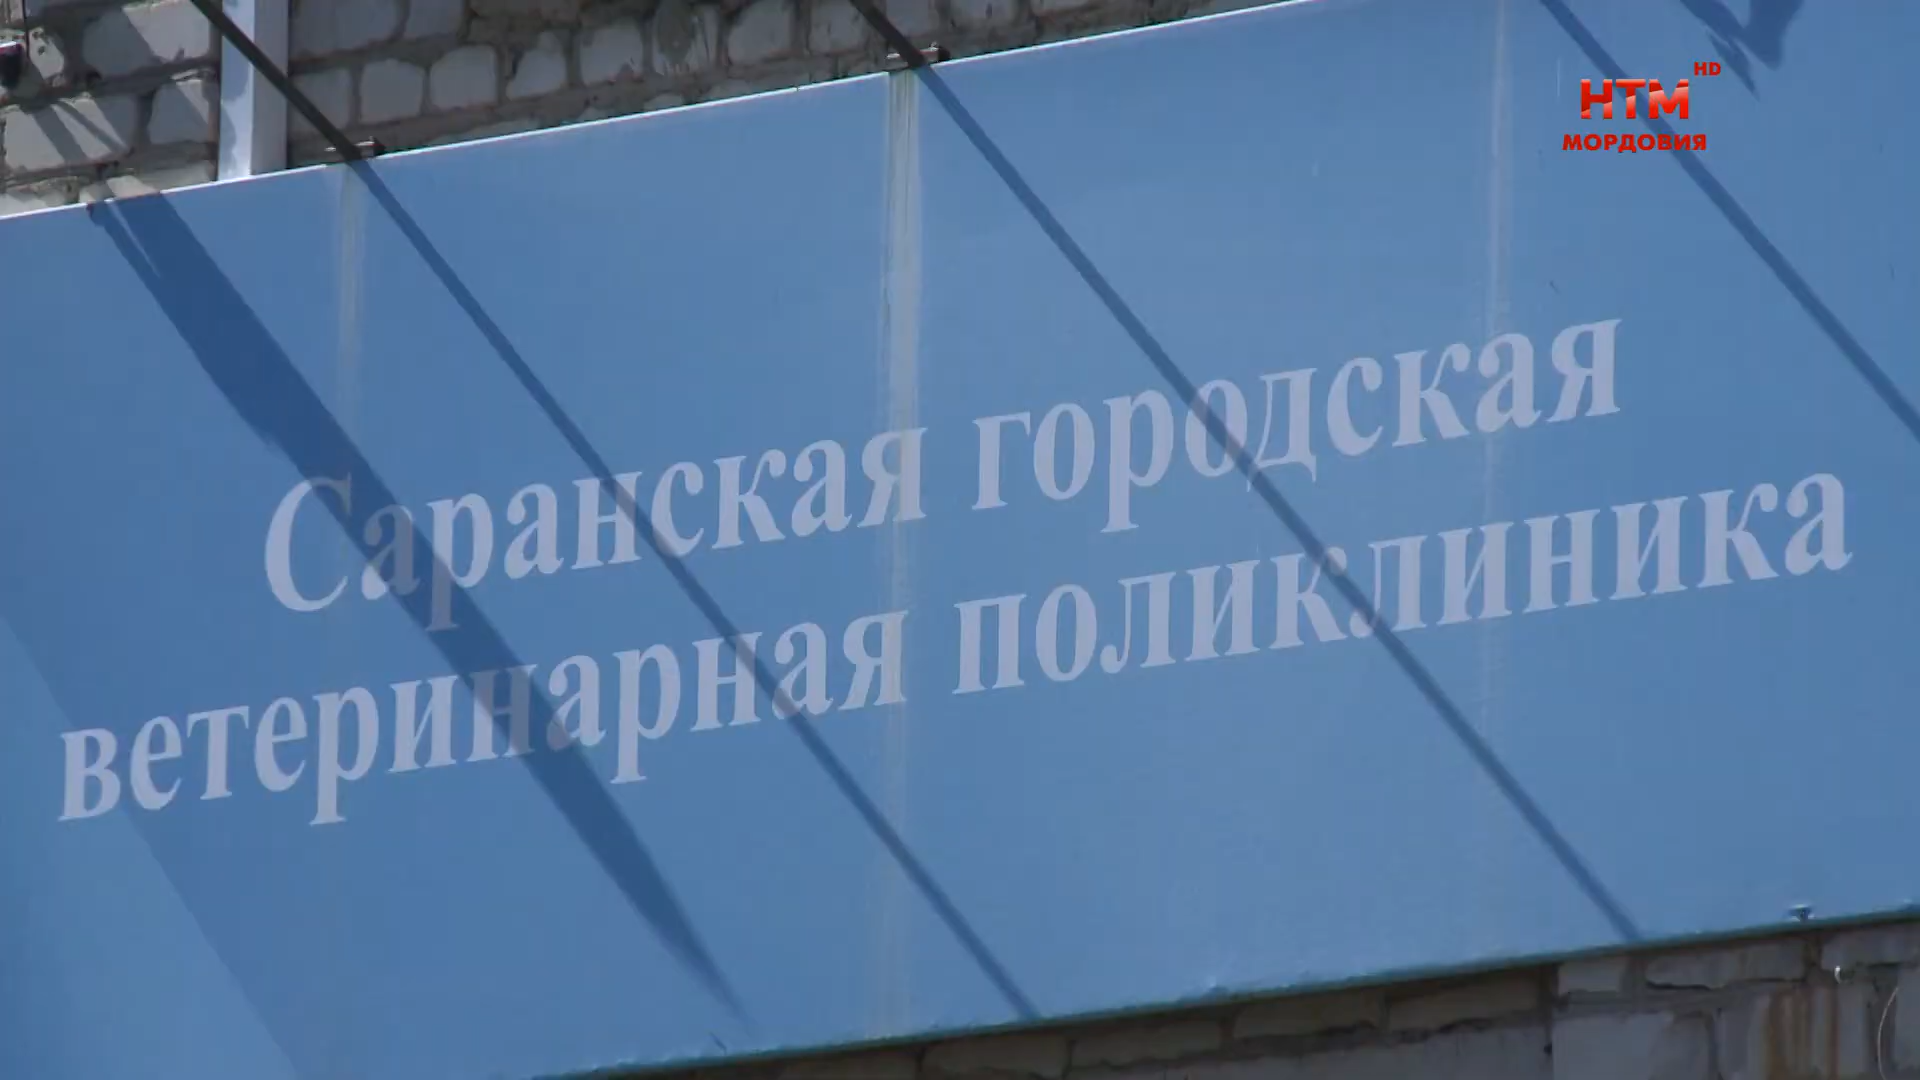 HD
НТМ
МОРДОВИЯ
Саранская городская
ветеринарная поликлиника